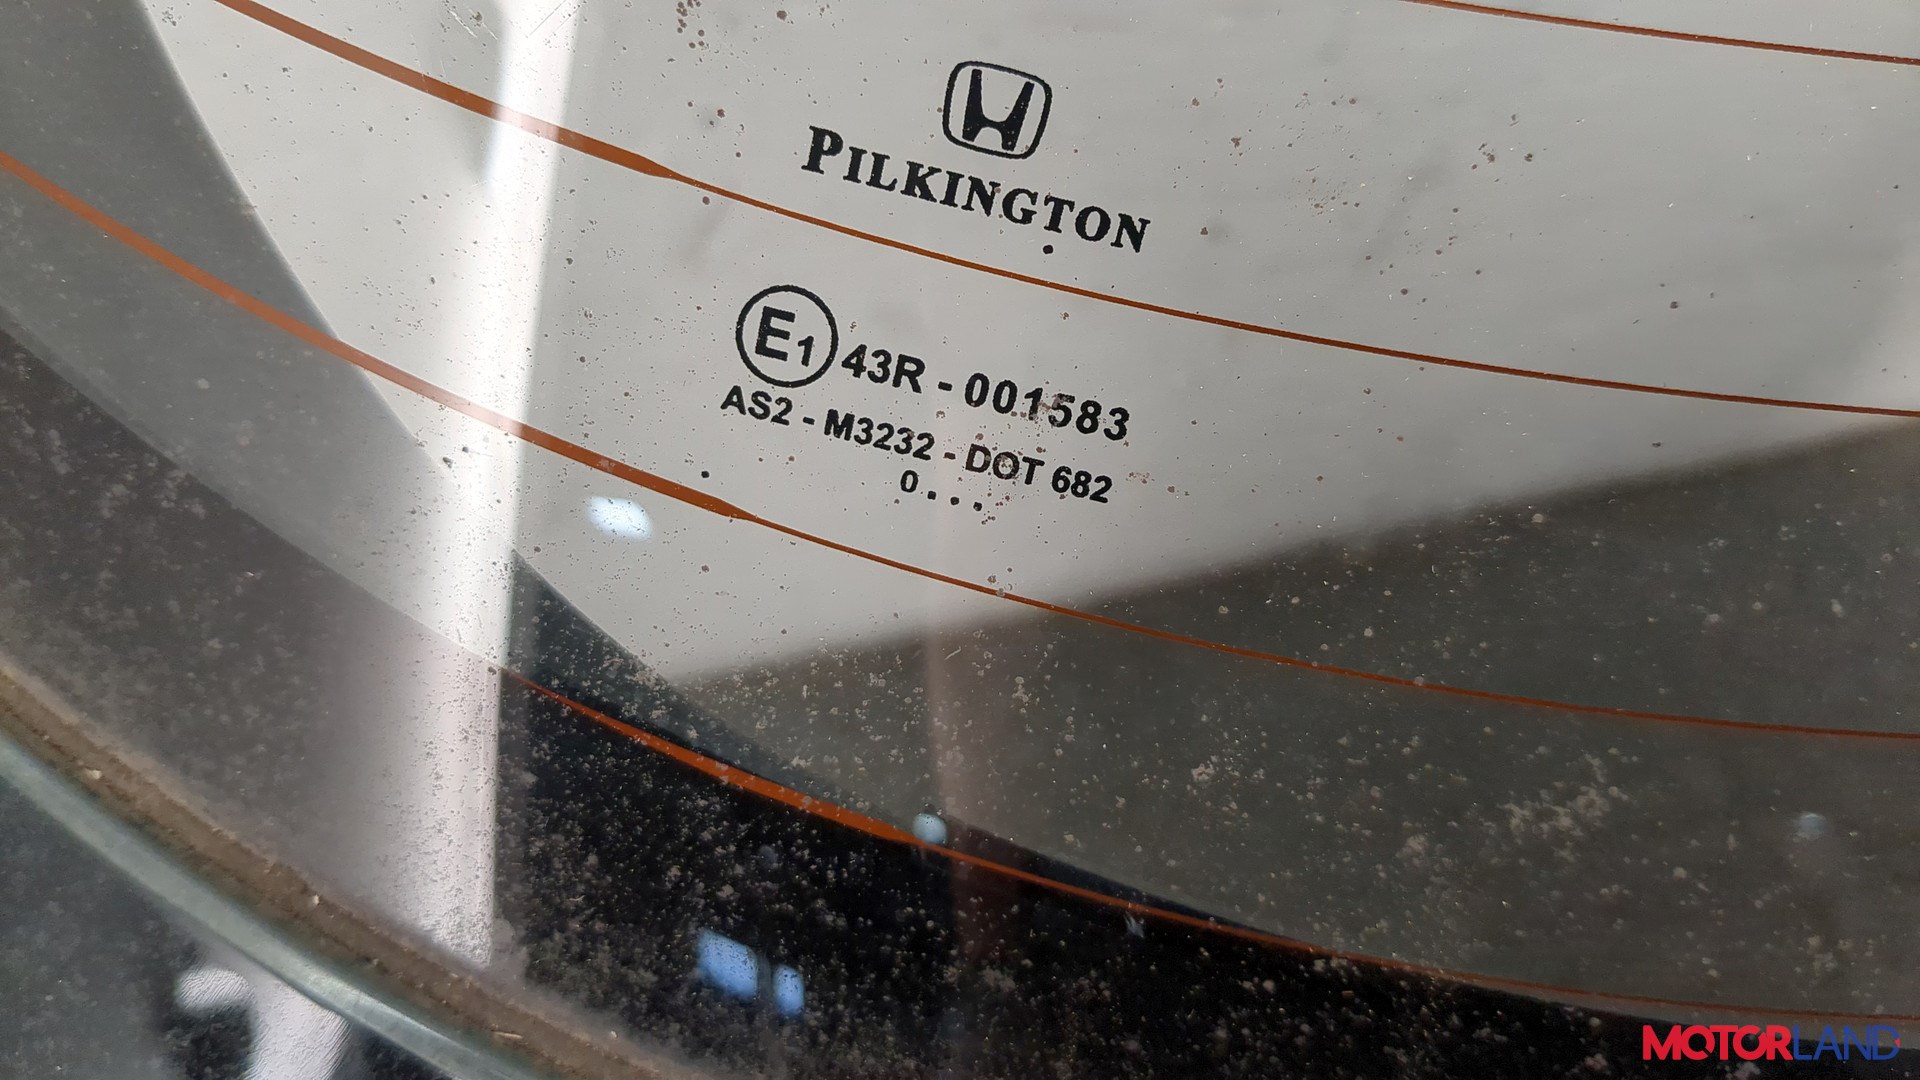 PILKINGTON
E1 43R - 001583
AS2 - M3232 - DOT 682
0 . . .
MOTORLAND